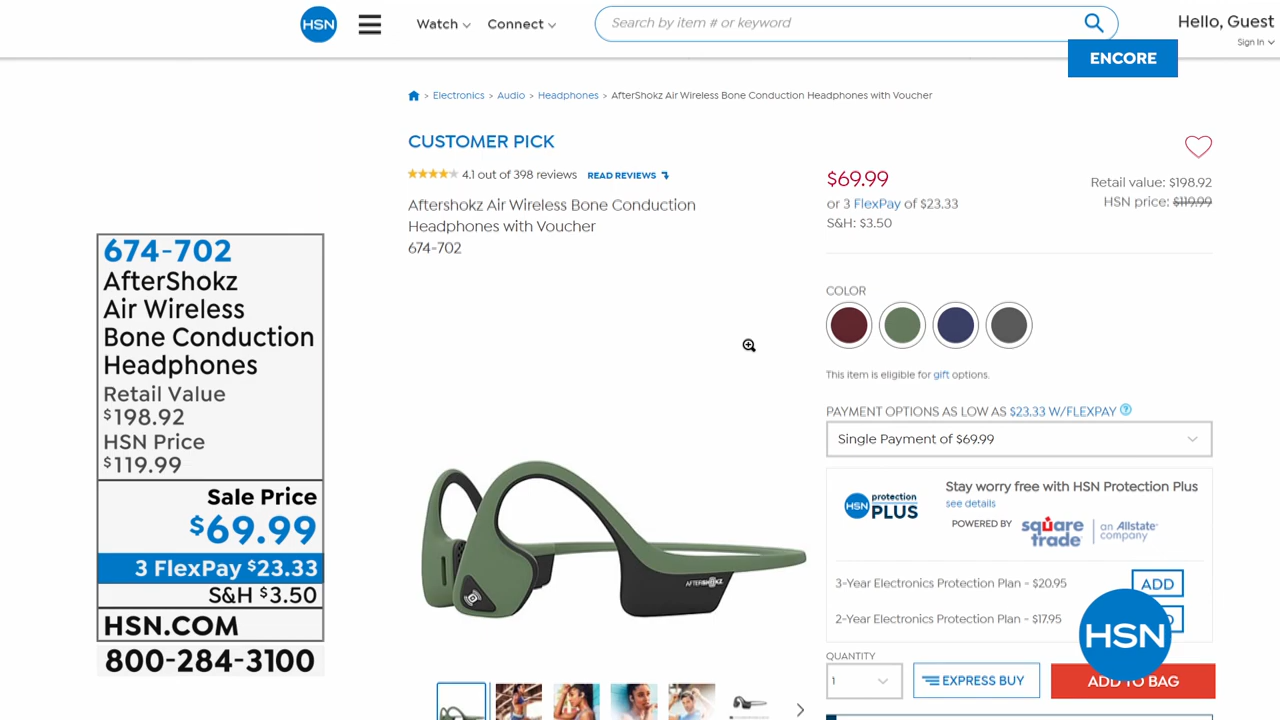 HSN
Watch
Connect
Search by item # or keyword
Hello, Guest
Sign In
ENCORE
> Electronics > Audio > Headphones > AfterShokz Air Wireless Bone Conduction Headphones with Voucher
CUSTOMER PICK
4.1 out of 398 reviews READ REVIEWS
Aftershokz Air Wireless Bone Conduction
Headphones with Voucher
674-702
$69.99
or 3 FlexPay of $23.33
S&H: $3.50
Retail value: $198.92
HSN price: $119.99
674-702
AfterShokz
Air Wireless
Bone Conduction
Headphones
Retail Value
$198.92
HSN Price
$119.99
Sale Price
$69.99
3 FlexPay $23.33
S&H $3.50
HSN.COM
800-284-3100
AFTERSHOKZ
COLOR
This item is eligible for gift options.
PAYMENT OPTIONS AS LOW AS $23.33 W/FLEXPAY ?
Single Payment of $69.99
HSN protection PLUS
Stay worry free with HSN Protection Plus
see details
POWERED BY square trade | an Allstate company
3-Year Electronics Protection Plan - $20.95 ADD
2-Year Electronics Protection Plan - $17.95
HSN
QUANTITY
1
EXPRESS BUY
ADD TO BAG